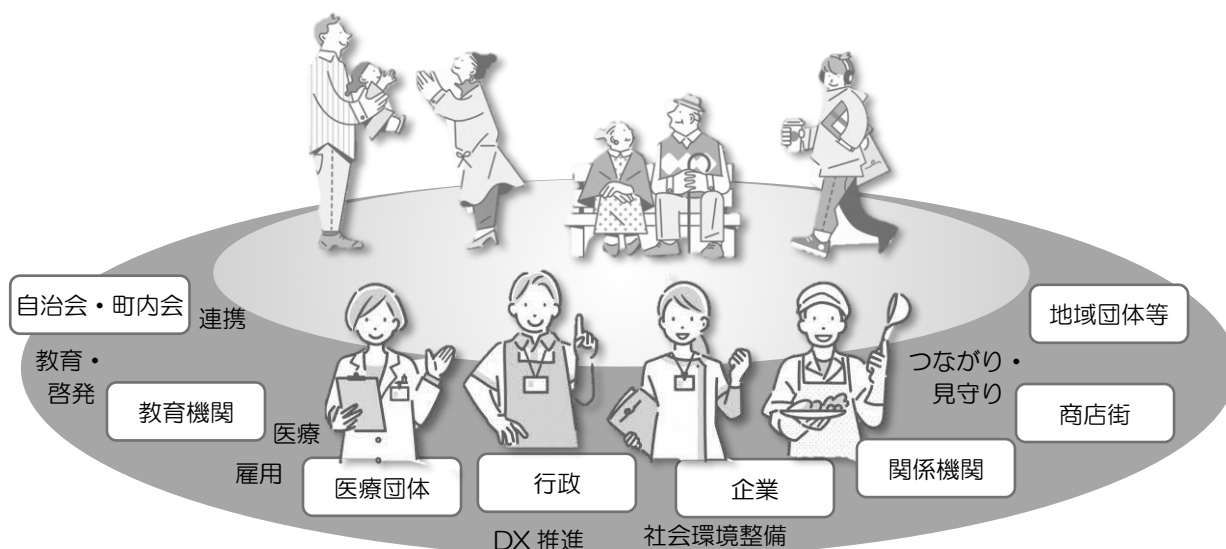 自治会・町内会
連携
地域団体等
教育・
啓発
つながり・
見守り
教育機関
商店街
医療
雇用
医療団体
行政
企業
関係機関
DX 推進
社会環境整備